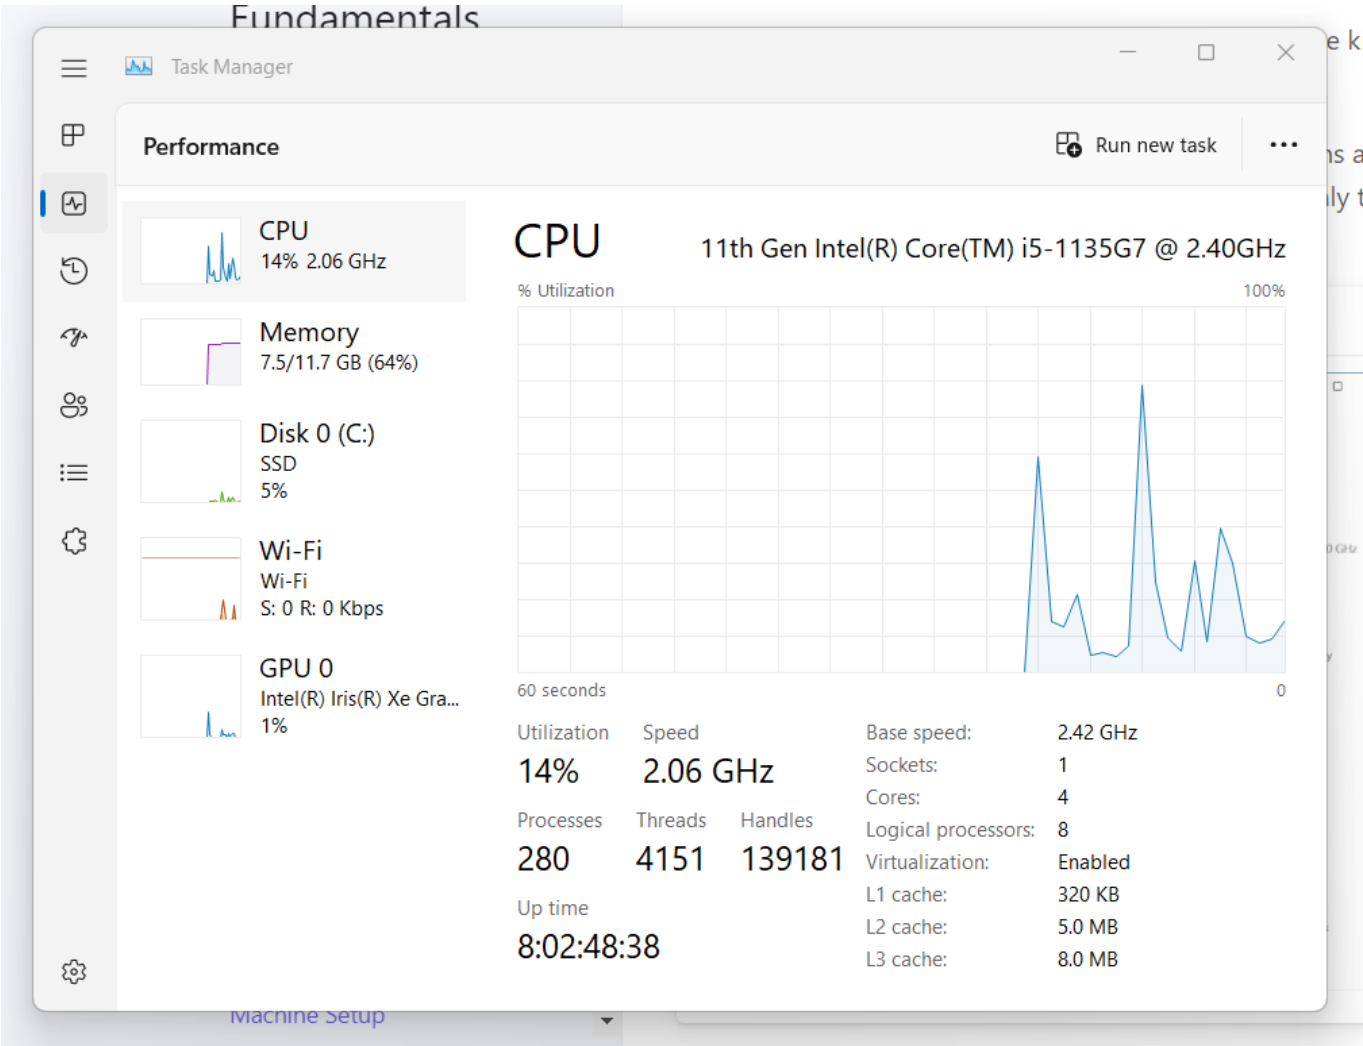 Fundamentals
Task Manager
Performance
Run new task
CPU
14% 2.06 GHz
Memory
7.5/11.7 GB (64%)
Disk 0 (C:)
SSD
5%
Wi-Fi
Wi-Fi
S: 0 R: 0 Kbps
GPU 0
Intel(R) Iris(R) Xe Gra...
1%
CPU
11th Gen Intel(R) Core(TM) i5-1135G7 @ 2.40GHz
% Utilization
100%
60 seconds
0
Utilization
14%
Speed
2.06 GHz
Processes
280
Threads
4151
Handles
139181
Up time
8:02:48:38
Base speed: 2.42 GHz
Sockets: 1
Cores: 4
Logical processors: 8
Virtualization: Enabled
L1 cache: 320 KB
L2 cache: 5.0 MB
L3 cache: 8.0 MB
Machine Setup